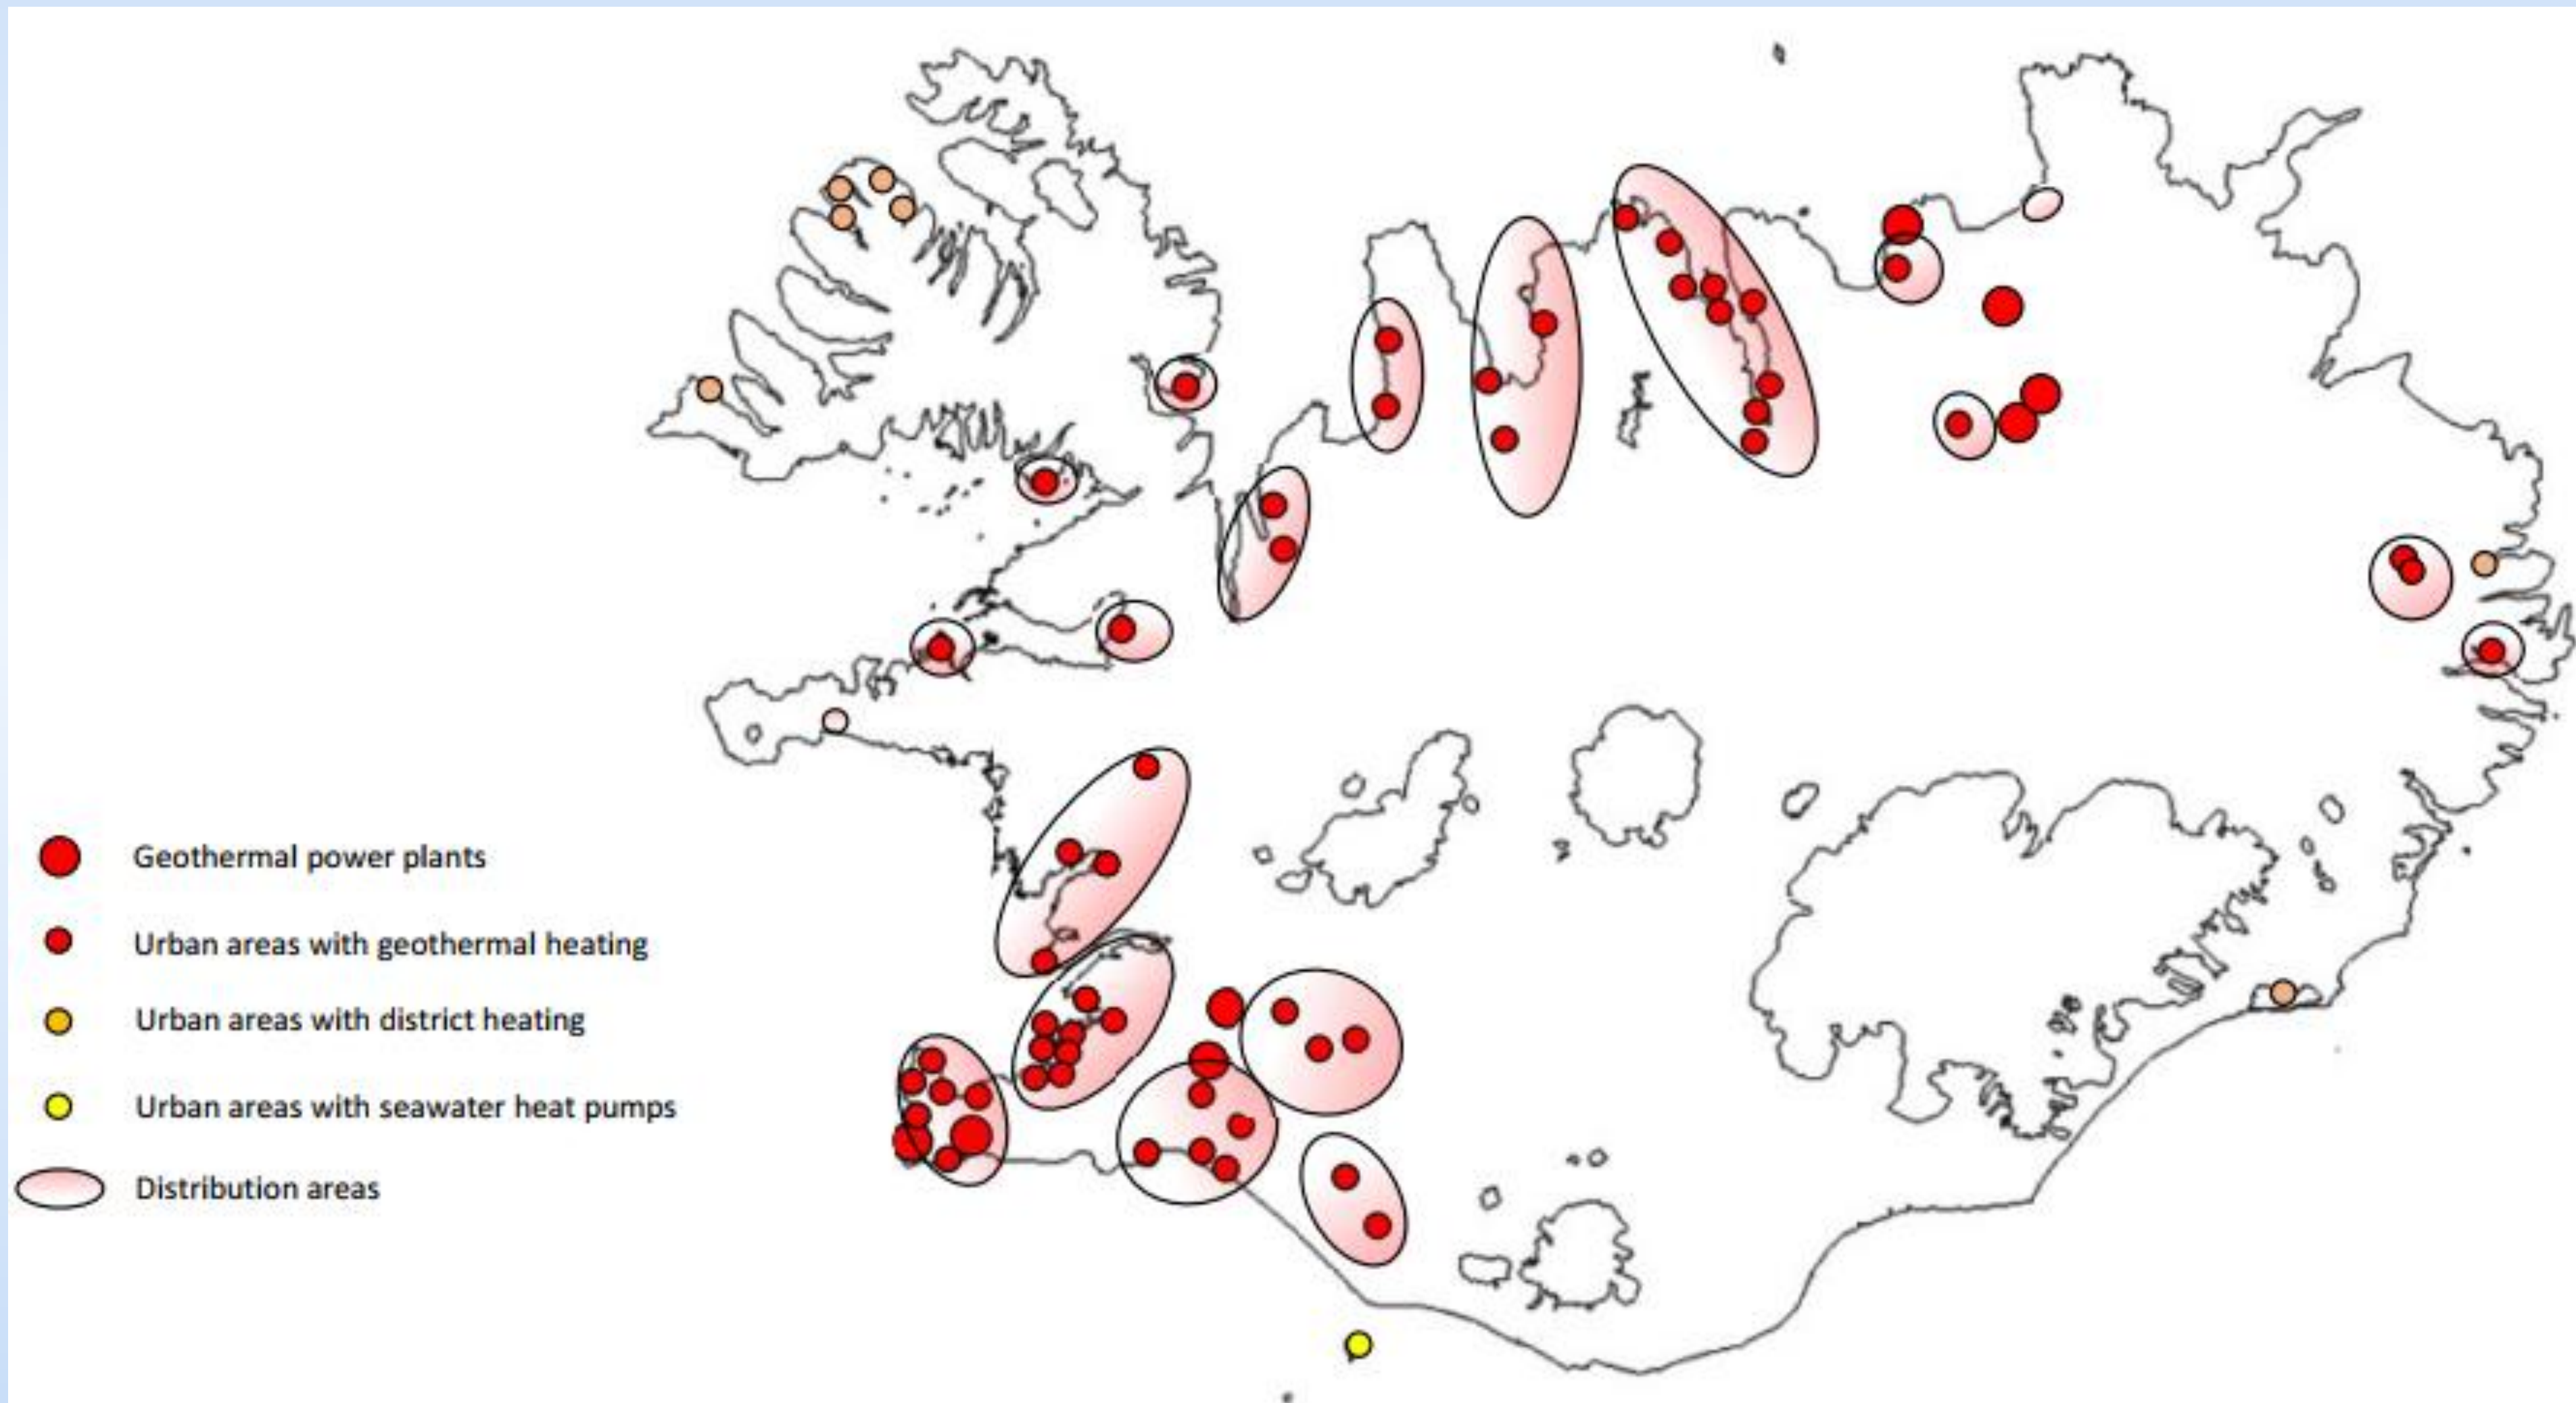 Geothermal power plants
Urban areas with geothermal heating
Urban areas with district heating
Urban areas with seawater heat pumps
Distribution areas